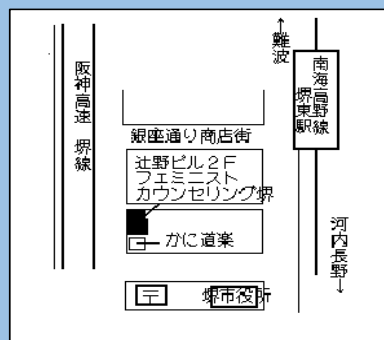 ↑難波
南海高野線
堺東駅
阪神高速 堺線
銀座通り商店街
辻野ビル2F
フェミニスト
カウンセリング堺
かに道楽
河内長野→
〒
堺市役所